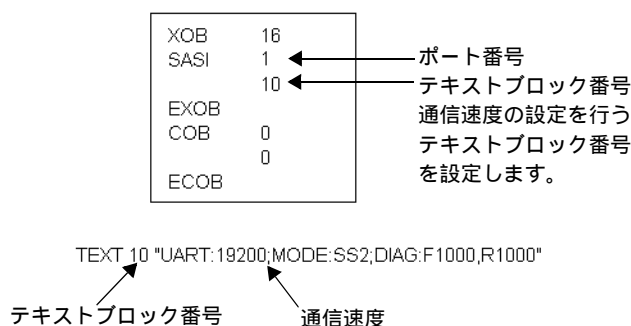 XOB 16
SASI 1
10
EXOB
COB 0
0
ECOB
ポート番号
テキストブロック番号
通信速度の設定を行う
テキストブロック番号
を設定します。
TEXT 10 "UART:19200;MODE:SS2;DIAG:F1000,R1000"
テキストブロック番号
通信速度